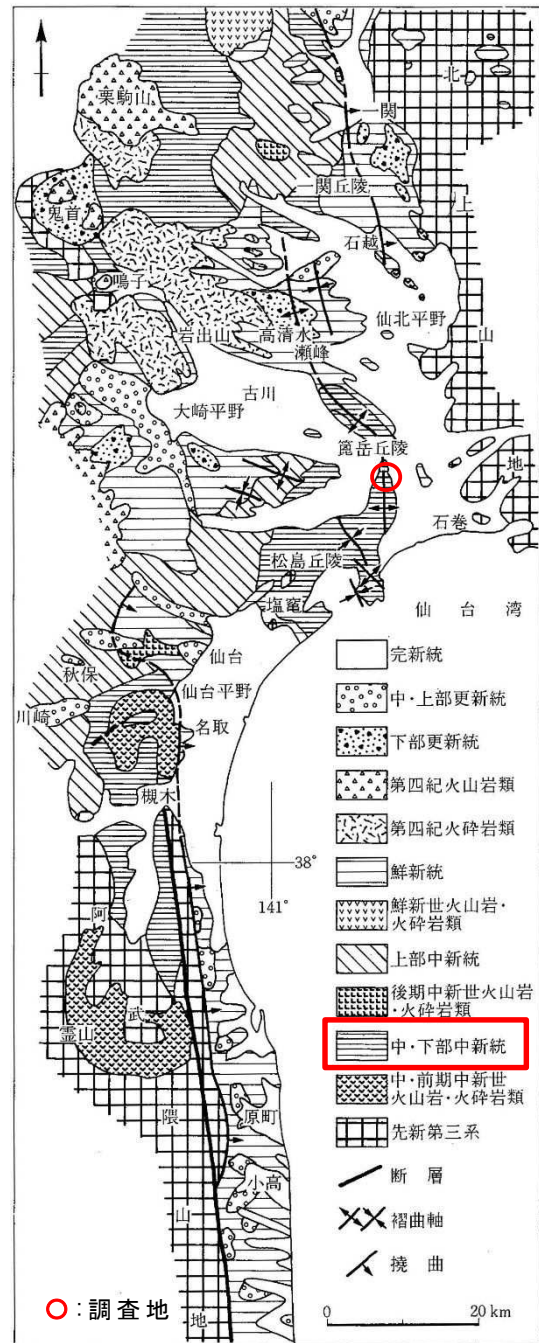 栗駒山
北
一関
鬼首
一関丘陵
上
石越
鳴子
仙北平野
岩出山
高清水
瀬峰
山
古川
大崎平野
篦岳丘陵
地
石巻
松島丘陵
塩竈
仙台湾
仙台
秋保
仙台平野
川崎
名取
槻木
38°
141°
阿
武
霊山
隈
原町
小高
山
地
完新統
中・上部更新統
下部更新統
第四紀火山岩類
第四紀火砕岩類
鮮新統
鮮新世火山岩・
火砕岩類
上部中新統
後期中新世火山岩
・火砕岩類
中・下部中新統
中・前期中新世
火山岩・火砕岩類
先新第三系
断層
褶曲軸
撓曲
○:調査地
0 20 km